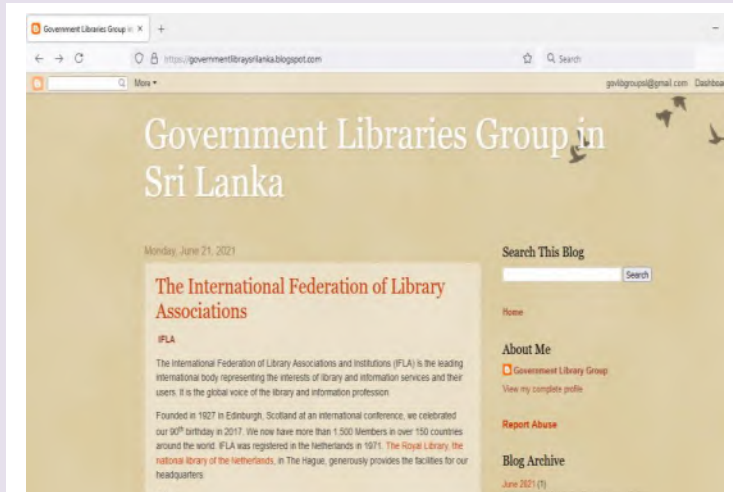 Government Libraries Group in
https://governmentlibraysrilanka.blogspot.com
Search
More
govlibgroupsl@gmail.com Dashboa
Government Libraries Group in
Sri Lanka
Monday, June 21, 2021
The International Federation of Library
Associations
IFLA
The International Federation of Library Associations and Institutions (IFLA) is the leading
international body representing the interests of library and information services and their
users. It is the global voice of the library and information profession.
Founded in 1927 in Edinburgh, Scotland at an international conference, we celebrated
our 90th birthday in 2017. We now have more than 1,500 Members in over 150 countries
around the world. IFLA was registered in the Netherlands in 1971. The Royal Library, the
national library of the Netherlands, in The Hague, generously provides the facilities for our
headquarters.
Search This Blog
Search
Home
About Me
Government Library Group
View my complete profile
Report Abuse
Blog Archive
June 2021 (1)